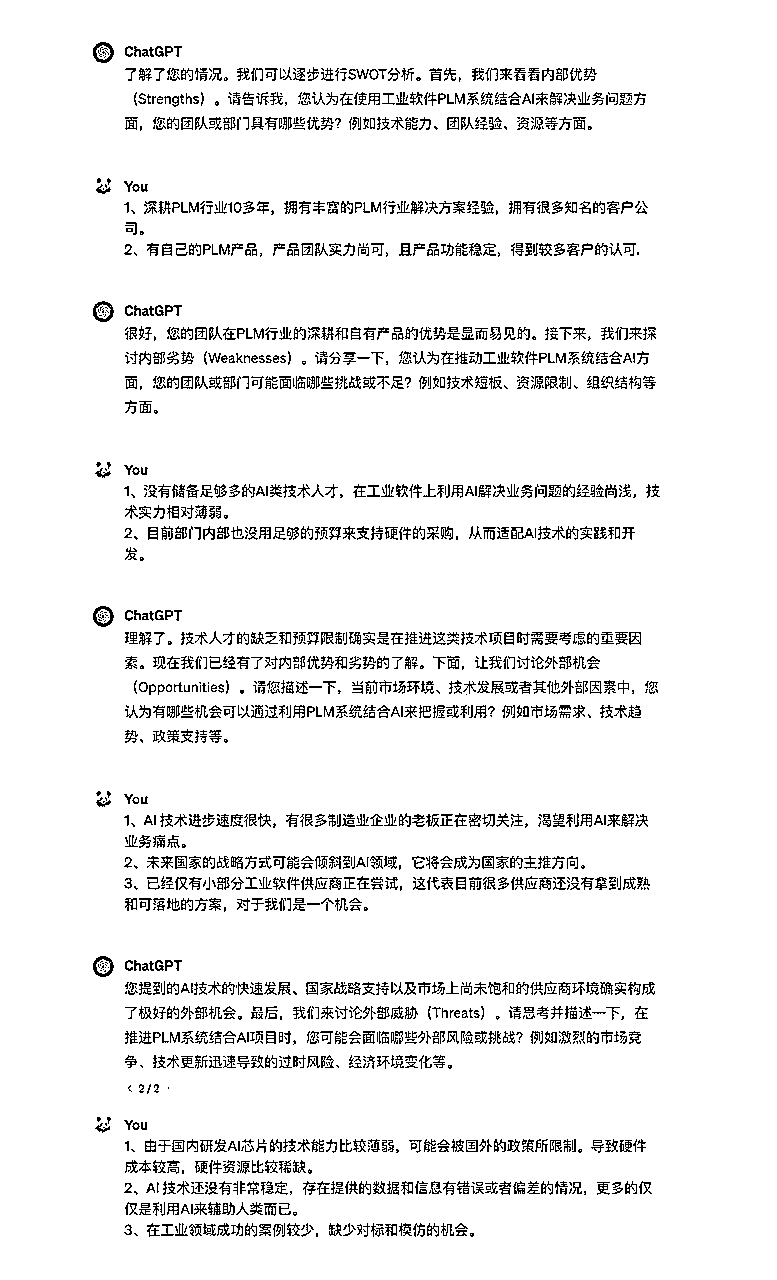 ChatGPT
了解了您的情况。我们可以逐步进行SWOT分析。首先，我们来看看内部优势
（Strengths）。请告诉我，您认为在使用工业软件PLM系统结合AI来解决业务问题方
面，您的团队或部门具有哪些优势？例如技术能力、团队经验、资源等方面。
You
1、深耕PLM行业10多年，拥有丰富的PLM行业解决方案经验，拥有很多知名的客户公
司。
2、有自己的PLM产品，产品团队实力尚可，且产品功能稳定，得到较多客户的认可.
ChatGPT
很好，您的团队在PLM行业的深耕和自有产品的优势是显而易见的。接下来，我们来探
讨内部劣势（Weaknesses）。请分享一下，您认为在推动工业软件PLM系统结合AI方
面，您的团队或部门可能面临哪些挑战或不足？例如技术短板、资源限制、组织结构等
方面。
You
1、没有储备足够多的AI类技术人才，在工业软件上利用AI解决业务问题的经验尚浅，技
术实力相对薄弱。
2、目前部门内部也没用足够的预算来支持硬件的采购，从而适配AI技术的实践和开
发。
ChatGPT
理解了。技术人才的缺乏和预算限制确实是在推进这类技术项目时需要考虑的重要因
素。现在我们已经有了对内部优势和劣势的了解。下面，让我们讨论外部机会
（Opportunities）。请您描述一下，当前市场环境、技术发展或者其他外部因素中，您
认为有哪些机会可以通过利用PLM系统结合AI来把握或利用？例如市场需求、技术趋
势、政策支持等。
You
1、AI 技术进步速度很快，有很多制造业企业的老板正在密切关注，渴望利用AI来解决
业务痛点。
2、未来国家的战略方式可能会倾斜到AI领域，它将会成为国家的主推方向。
3、已经仅有小部分工业软件供应商正在尝试，这代表目前很多供应商还没有拿到成熟
和可落地的方案，对于我们是一个机会。
ChatGPT
您提到的AI技术的快速发展、国家战略支持以及市场上尚未饱和的供应商环境确实构成
了极好的外部机会。最后，我们来讨论外部威胁（Threats）。请思考并描述一下，在
推进PLM系统结合AI项目时，您可能会面临哪些外部风险或挑战？例如激烈的市场竞
争、技术更新迅速导致的过时风险、经济环境变化等。
< 2/2
You
1、由于国内研发AI芯片的技术能力比较薄弱，可能会被国外的政策所限制。导致硬件
成本较高，硬件资源比较稀缺。
2、AI 技术还没有非常稳定，存在提供的数据和信息有错误或者偏差的情况，更多的仅
仅是利用AI来辅助人类而已。
3、在工业领域成功的案例较少，缺少对标和模仿的机会。